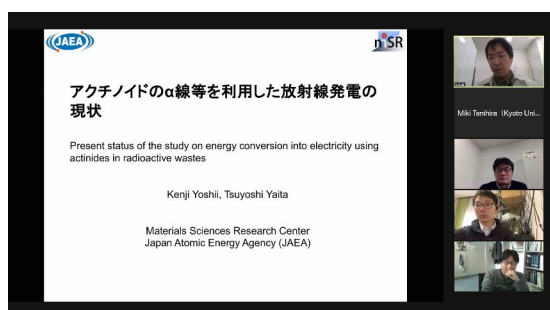 JAEA
nSR
アクチノイドのα線等を利用した放射線発電の
現状
Present status of the study on energy conversion into electricity using
actinides in radioactive wastes
Kenji Yoshii, Tsuyoshi Yaita
Materials Sciences Research Center
Japan Atomic Energy Agency (JAEA)
Miki Tanihira (Kyoto Uni...